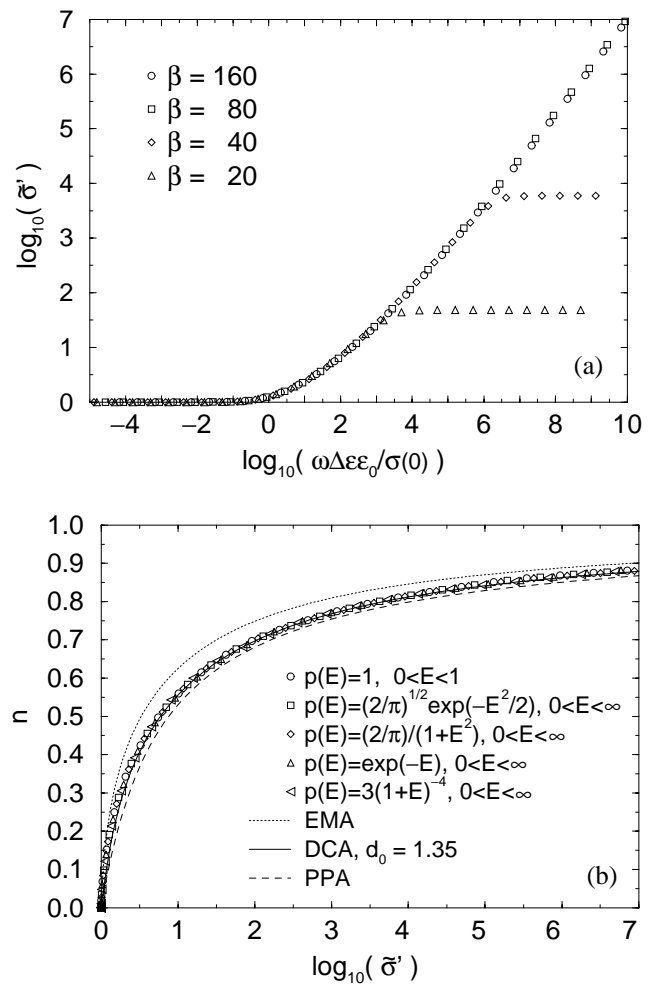 7
6
5
4
3
2
1
0
log₁₀( σ̃’ )
β = 160
β = 80
β = 40
β = 20
(a)
−4 −2 0 2 4 6 8 10
log₁₀( ωΔεε₀/σ(0) )
1.0
0.9
0.8
0.7
0.6
0.5
0.4
0.3
0.2
0.1
0.0
n
p(E)=1, 0<E<1
p(E)=(2/π)^1/2 exp(−E²/2), 0<E<∞
p(E)=(2/π)/(1+E²), 0<E<∞
p(E)=exp(−E), 0<E<∞
p(E)=3(1+E)⁻⁴, 0<E<∞
EMA
DCA, d₀ = 1.35
PPA
(b)
0 1 2 3 4 5 6 7
log₁₀( σ̃’ )